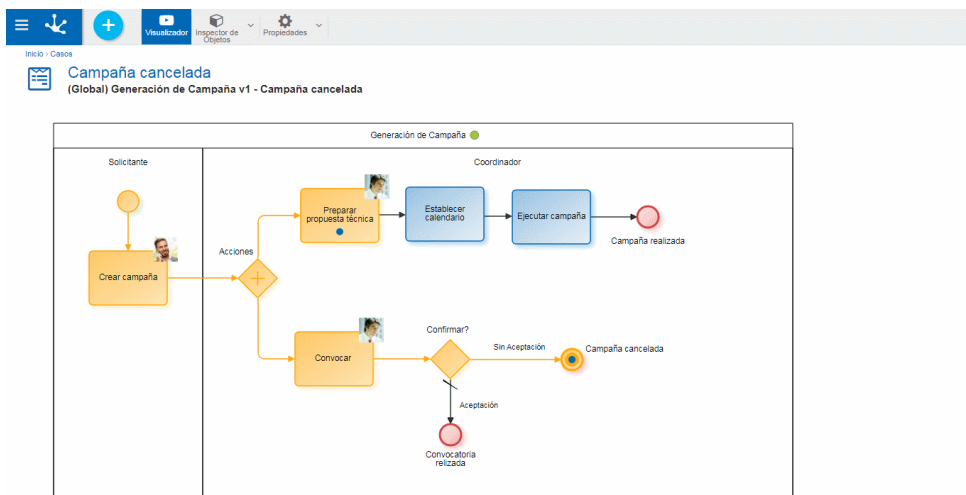 Visualizador
Inspector de
Objetos
Propiedades
Inicio › Casos
Campaña cancelada
(Global) Generación de Campaña v1 - Campaña cancelada
Generación de Campaña
Solicitante
Coordinador
Preparar
propuesta técnica
Establecer
calendario
Ejecutar campaña
Campaña realizada
Acciones
Crear campaña
Confirmar?
Sin Aceptación
Campaña cancelada
Convocar
Aceptación
Convocatoria
relizada